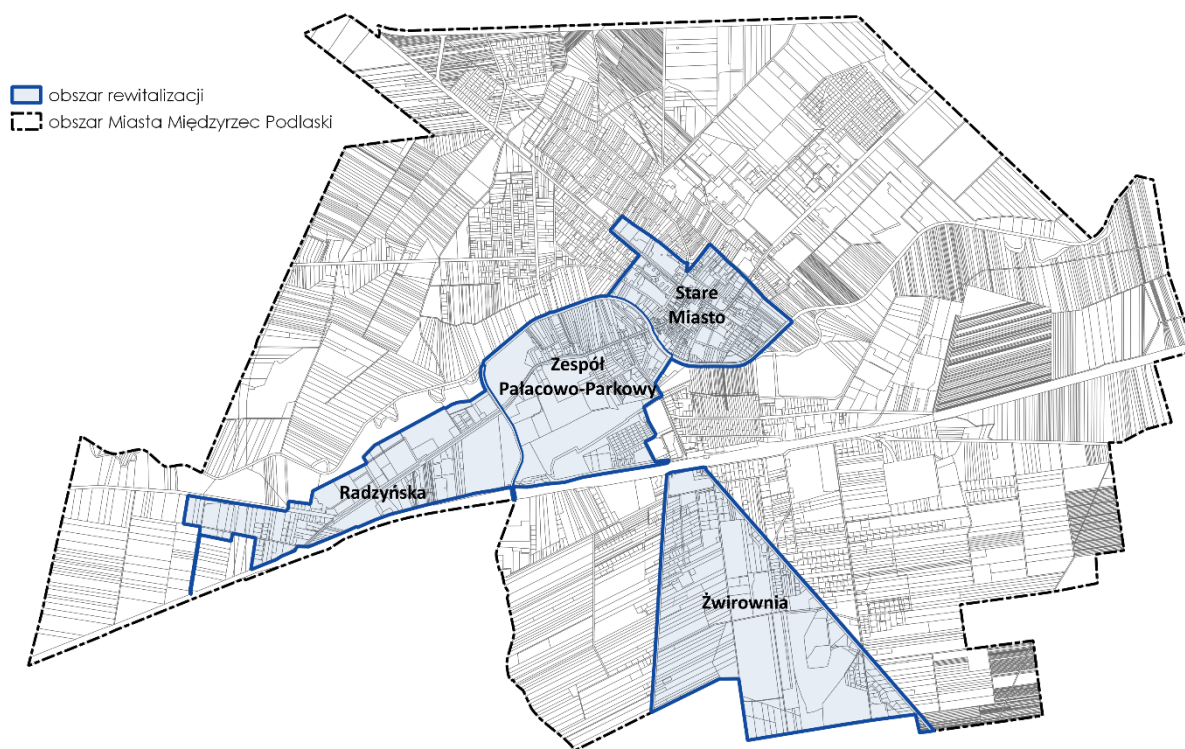 obszar rewitalizacji
obszar Miasta Międzyrzec Podlaski
Stare
Miasto
Zespół
Pałacowo-Parkowy
Radzyńska
Żwirownia